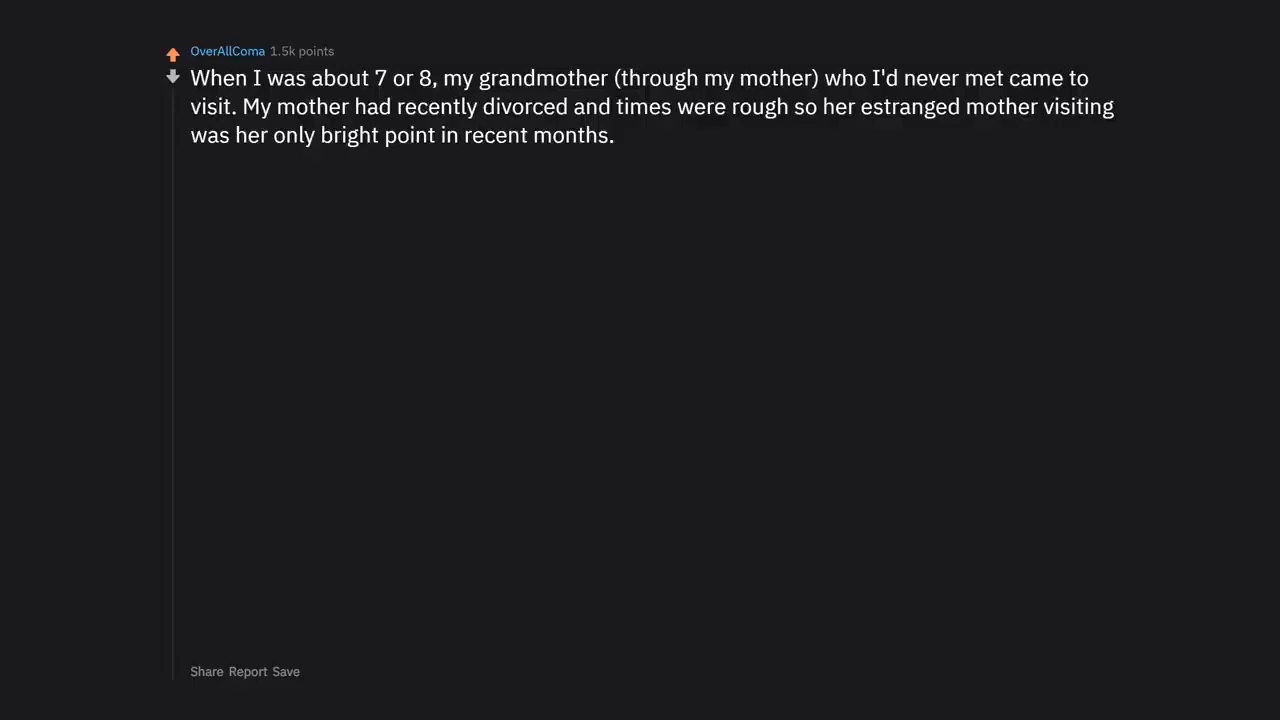 OverAllComa 1.5k points
When I was about 7 or 8, my grandmother (through my mother) who I'd never met came to
visit. My mother had recently divorced and times were rough so her estranged mother visiting
was her only bright point in recent months.
Share Report Save